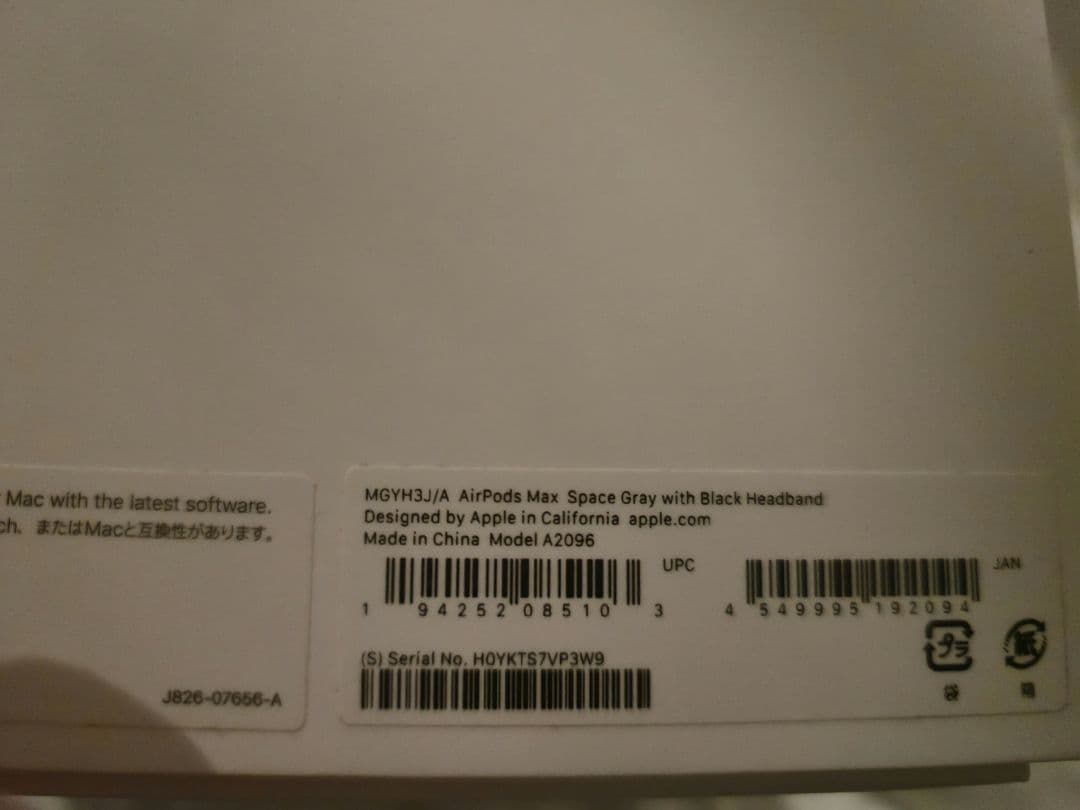 Mac with the latest software.
ch、またはMacと互換性があります。
J826-07656-A
MGYH3J/A AirPods Max Space Gray with Black Headband
Designed by Apple in California apple.com
Made in China Model A2096
UPC
1 94252 08510 3
JAN
4 549995 192094
(S) Serial No. H0YKTS7VP3W9
プラ
紙
袋
箱